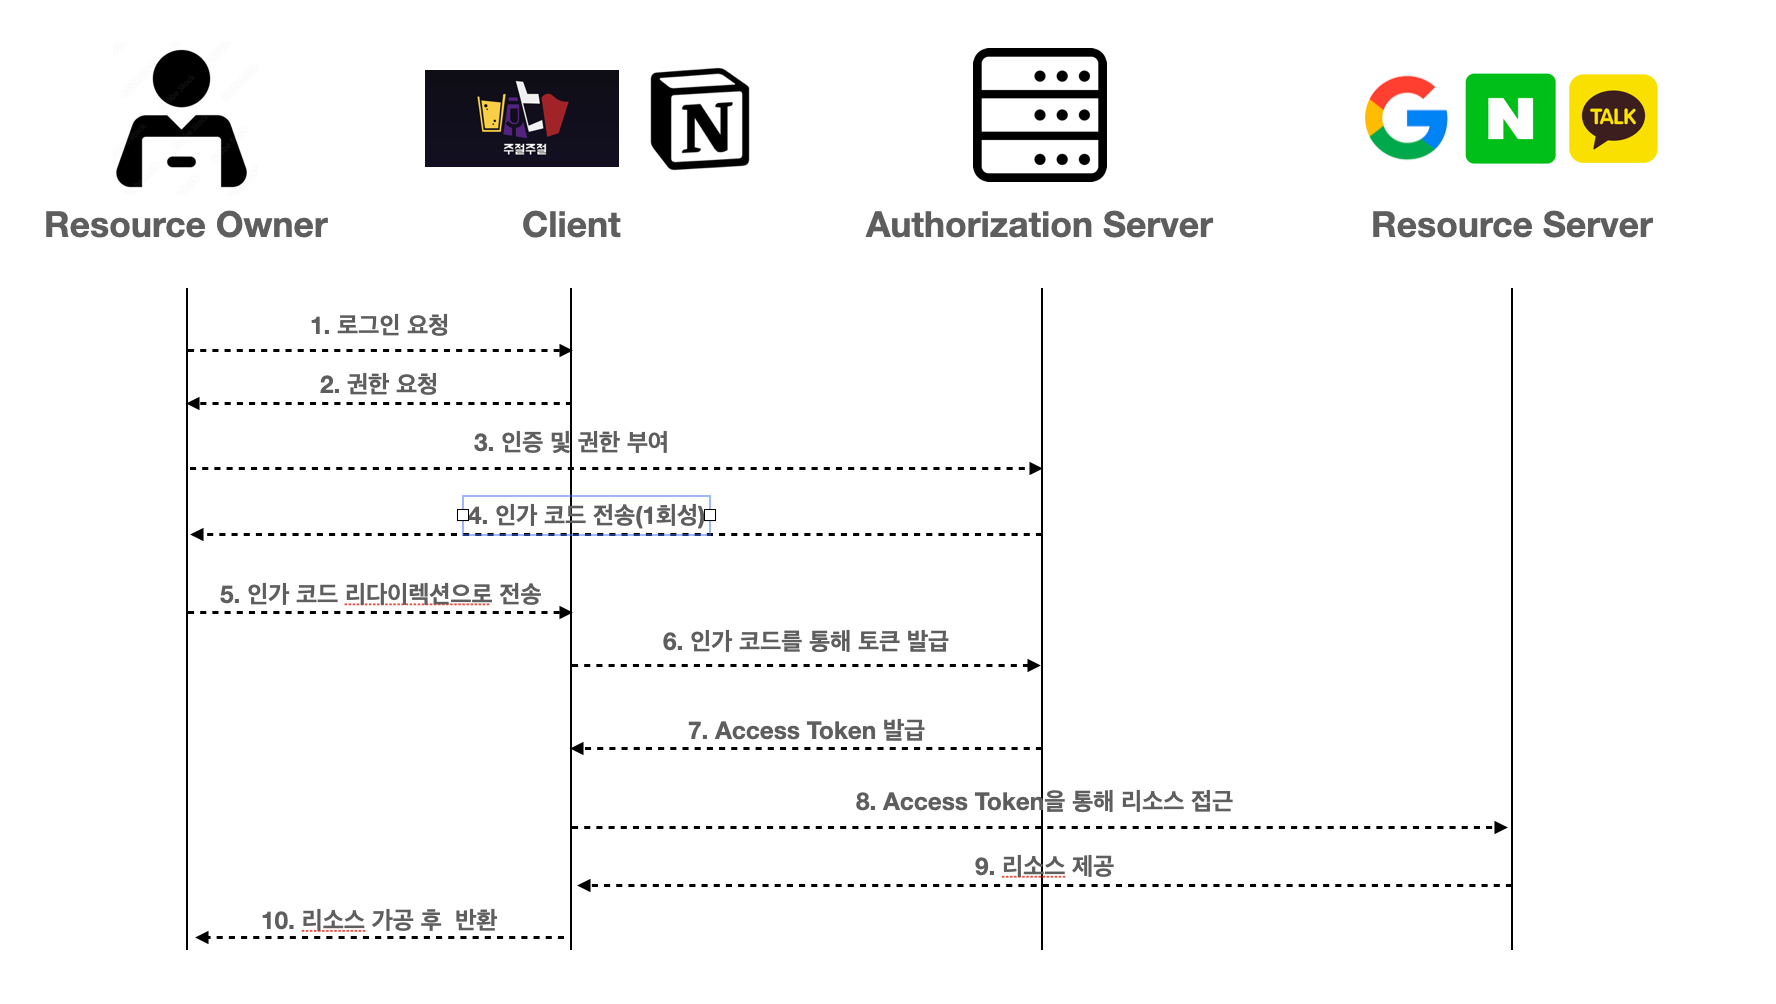 주절주절
N
N
TALK
Resource Owner
Client
Authorization Server
Resource Server
1. 로그인 요청
2. 권한 요청
3. 인증 및 권한 부여
4. 인가 코드 전송(1회성)
5. 인가 코드 리다이렉션으로 전송
6. 인가 코드를 통해 토큰 발급
7. Access Token 발급
8. Access Token을 통해 리소스 접근
9. 리소스 제공
10. 리소스 가공 후  반환